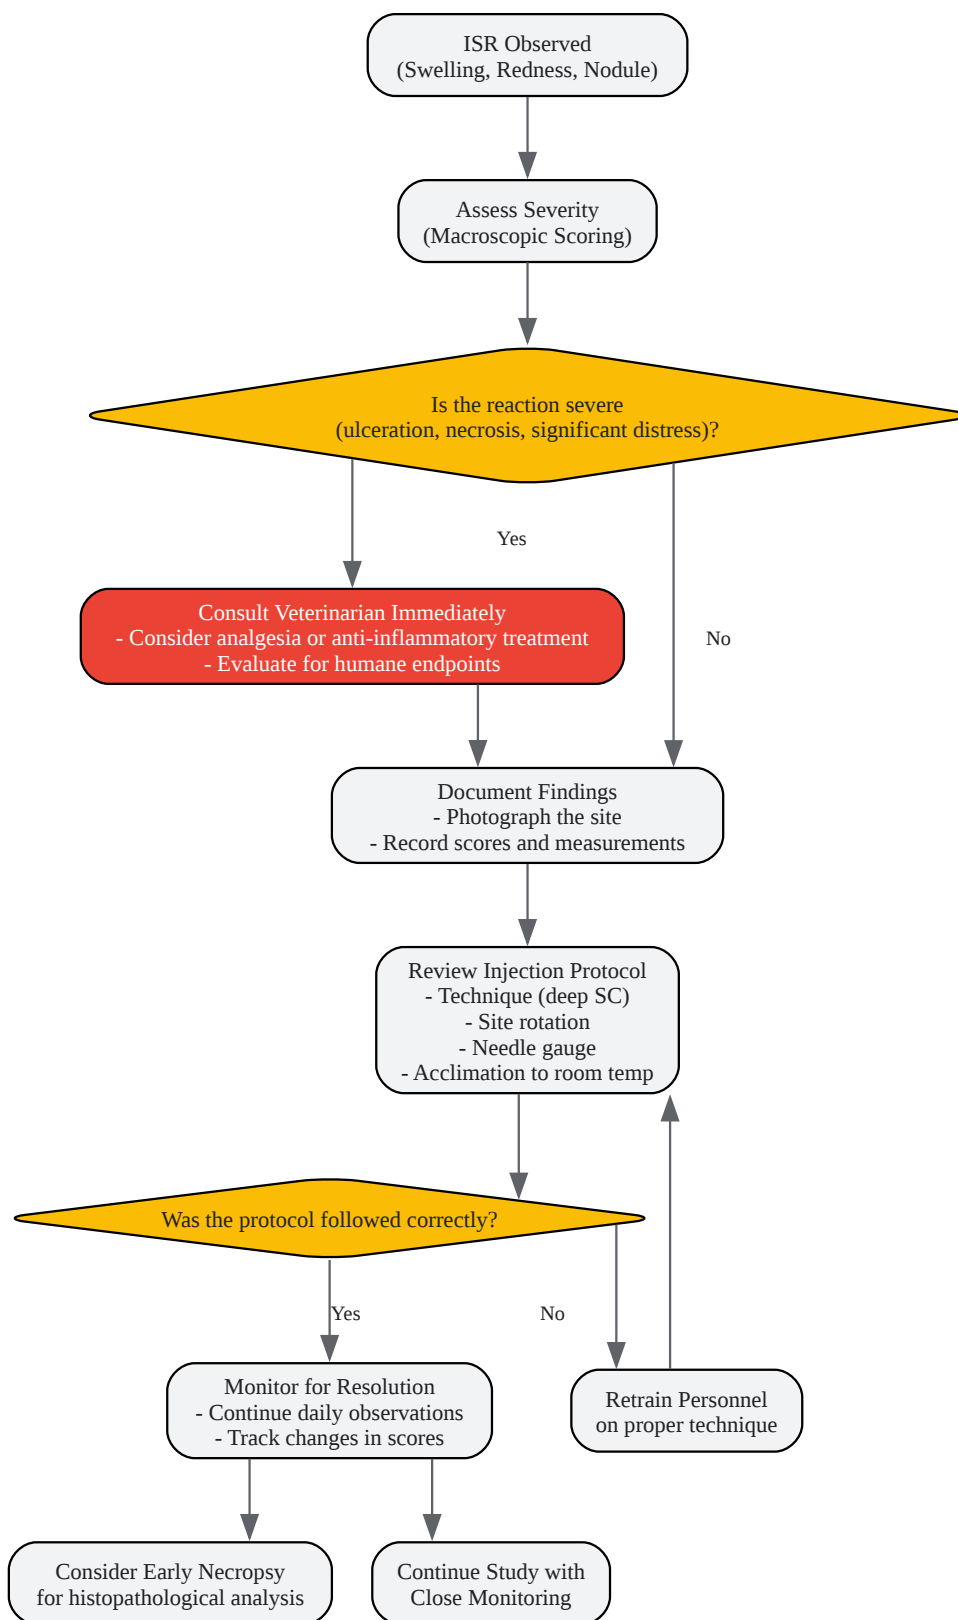 ISR Observed
(Swelling, Redness, Nodule)
Assess Severity
(Macroscopic Scoring)
Is the reaction severe
(ulceration, necrosis, significant distress)?
Yes
No
Consult Veterinarian Immediately
- Consider analgesia or anti-inflammatory treatment
- Evaluate for humane endpoints
Document Findings
- Photograph the site
- Record scores and measurements
Review Injection Protocol
- Technique (deep SC)
- Site rotation
- Needle gauge
- Acclimation to room temp
Was the protocol followed correctly?
Yes
No
Monitor for Resolution
- Continue daily observations
- Track changes in scores
Retrain Personnel
on proper technique
Consider Early Necropsy
for histopathological analysis
Continue Study with
Close Monitoring